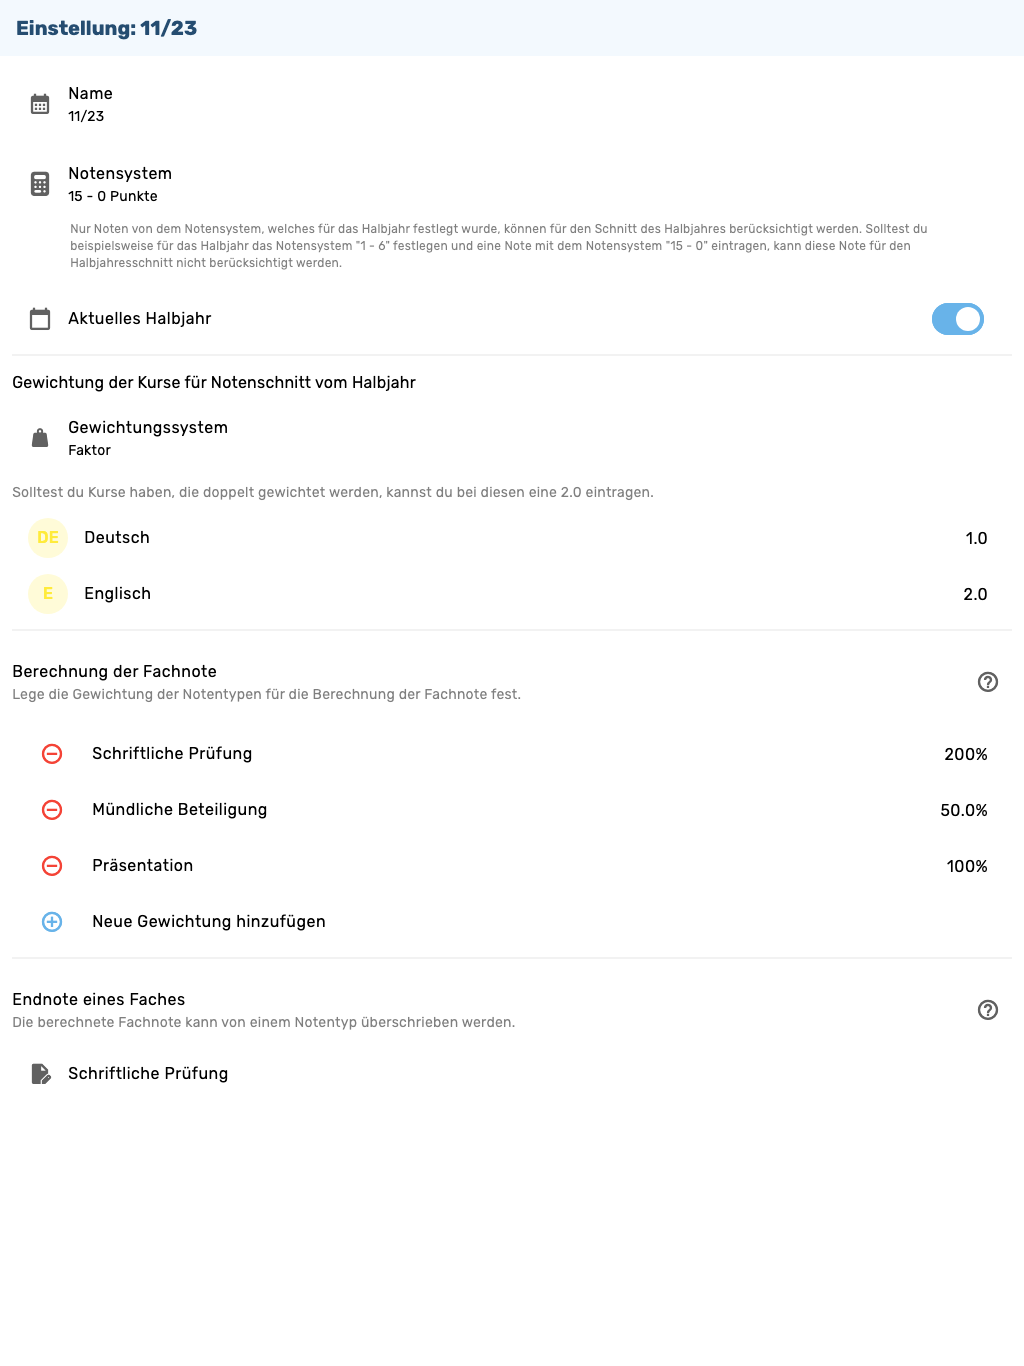 Einstellung: 11/23
Name
11/23
Notensystem
15 - 0 Punkte
Nur Noten von dem Notensystem, welches für das Halbjahr festlegt wurde, können für den Schnitt des Halbjahres berücksichtigt werden. Solltest du
beispielsweise für das Halbjahr das Notensystem "1 - 6" festlegen und eine Note mit dem Notensystem "15 - 0" eintragen, kann diese Note für den
Halbjahresschnitt nicht berücksichtigt werden.
Aktuelles Halbjahr
Gewichtung der Kurse für Notenschnitt vom Halbjahr
Gewichtungssystem
Faktor
Solltest du Kurse haben, die doppelt gewichtet werden, kannst du bei diesen eine 2.0 eintragen.
DE Deutsch 1.0
E Englisch 2.0
Berechnung der Fachnote
Lege die Gewichtung der Notentypen für die Berechnung der Fachnote fest.
Schriftliche Prüfung 200%
Mündliche Beteiligung 50.0%
Präsentation 100%
Neue Gewichtung hinzufügen
Endnote eines Faches
Die berechnete Fachnote kann von einem Notentyp überschrieben werden.
Schriftliche Prüfung